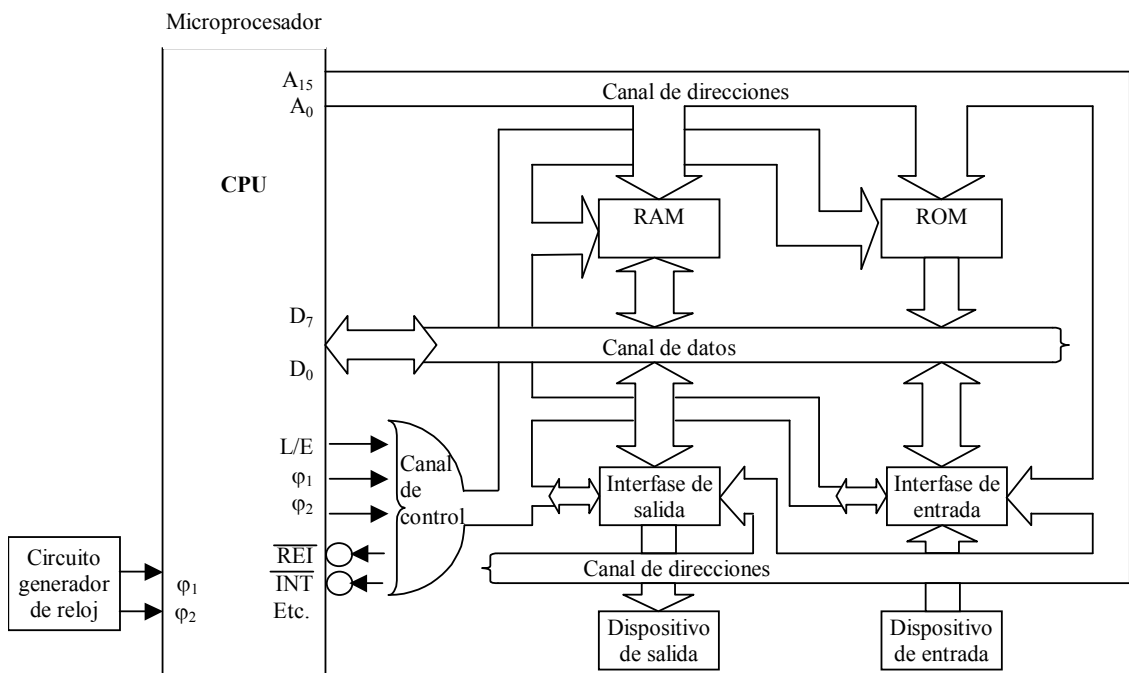 Microprocesador
A₁₅
Canal de direcciones
A₀
CPU
RAM
ROM
D₇
Canal de datos
D₀
L/E
φ₁
φ₂
Canal
de
control
Interfase de
salida
Interfase de
entrada
Circuito
generador
de reloj
φ₁
φ₂
R̅E̅I̅
I̅N̅T̅
Etc.
Canal de direcciones
Dispositivo
de salida
Dispositivo
de entrada